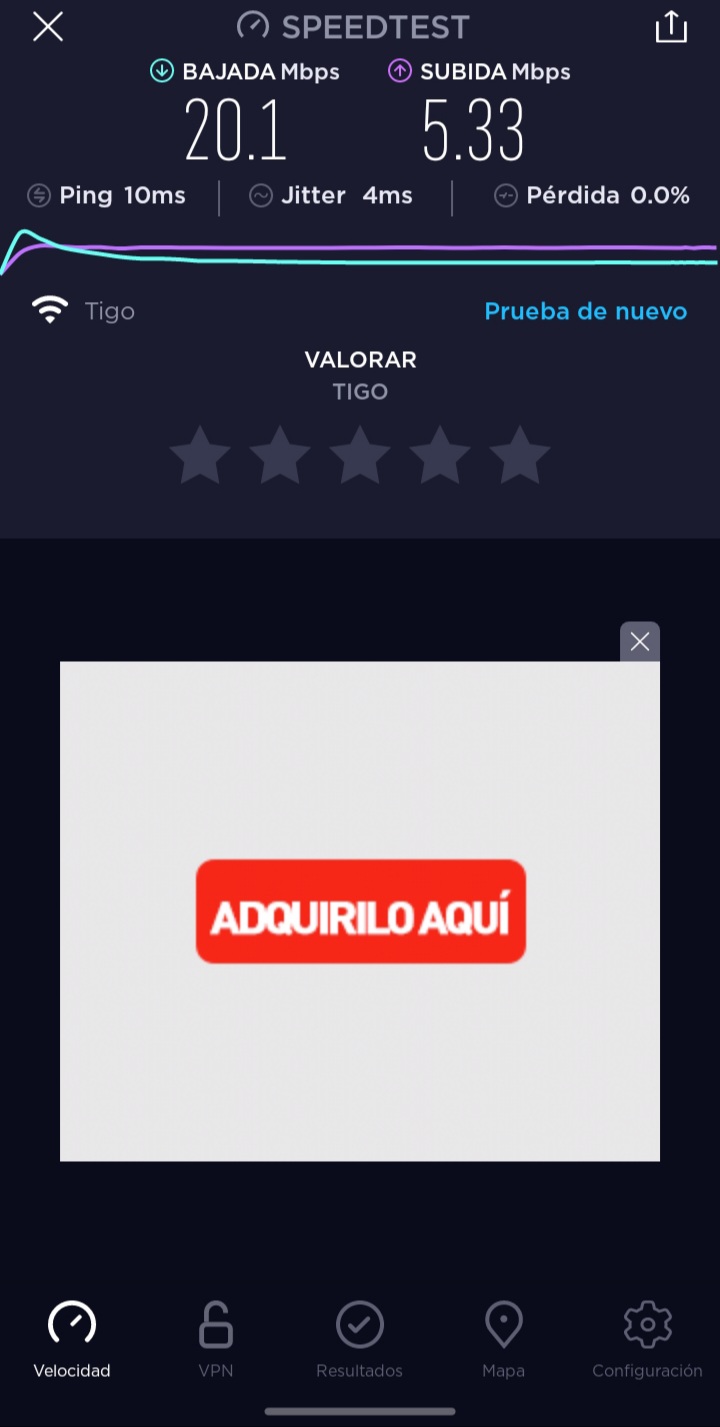 SPEEDTEST
BAJADA Mbps SUBIDA Mbps
20.1 5.33
Ping 10ms Jitter 4ms Pérdida 0.0%
Tigo Prueba de nuevo
VALORAR
TIGO
ADQUIRILO AQUÍ
Velocidad VPN Resultados Mapa Configuración